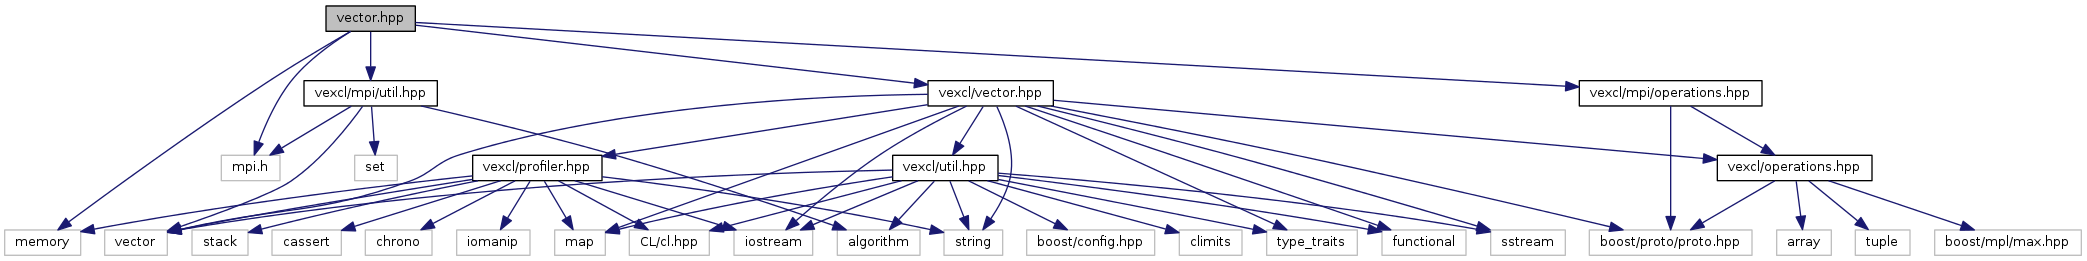 vector.hpp
vexcl/mpi/util.hpp
vexcl/vector.hpp
vexcl/mpi/operations.hpp
mpi.h
set
vexcl/profiler.hpp
vexcl/util.hpp
vexcl/operations.hpp
memory
vector
stack
cassert
chrono
iomanip
map
CL/cl.hpp
iostream
algorithm
string
boost/config.hpp
climits
type_traits
functional
sstream
boost/proto/proto.hpp
array
tuple
boost/mpl/max.hpp